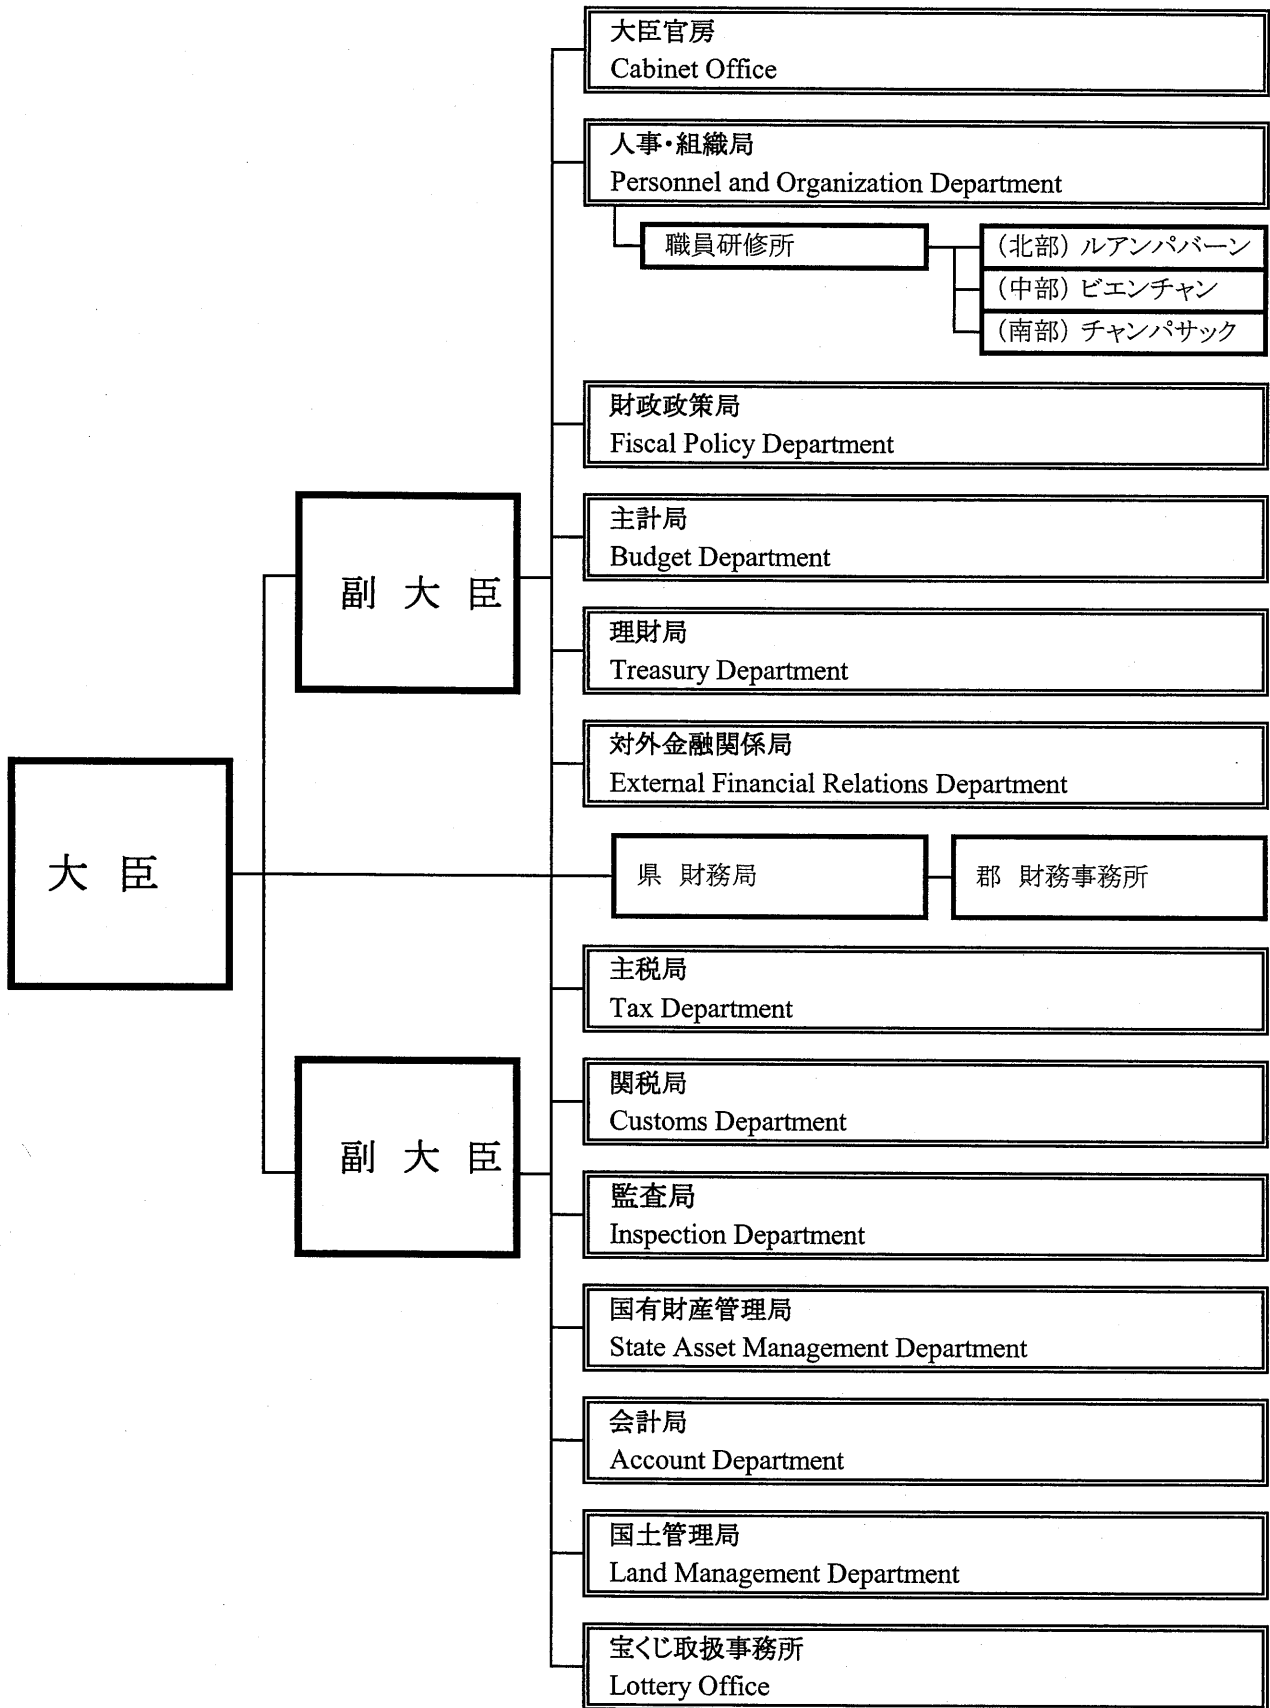 大臣官房
Cabinet Office
人事・組織局
Personnel and Organization Department
職員研修所
(北部) ルアンパバーン
(中部) ビエンチャン
(南部) チャンパサック
財政政策局
Fiscal Policy Department
主計局
Budget Department
副 大 臣
理財局
Treasury Department
対外金融関係局
External Financial Relations Department
大 臣
県 財務局
郡 財務事務所
主税局
Tax Department
関税局
Customs Department
副 大 臣
監査局
Inspection Department
国有財産管理局
State Asset Management Department
会計局
Account Department
国土管理局
Land Management Department
宝くじ取扱事務所
Lottery Office